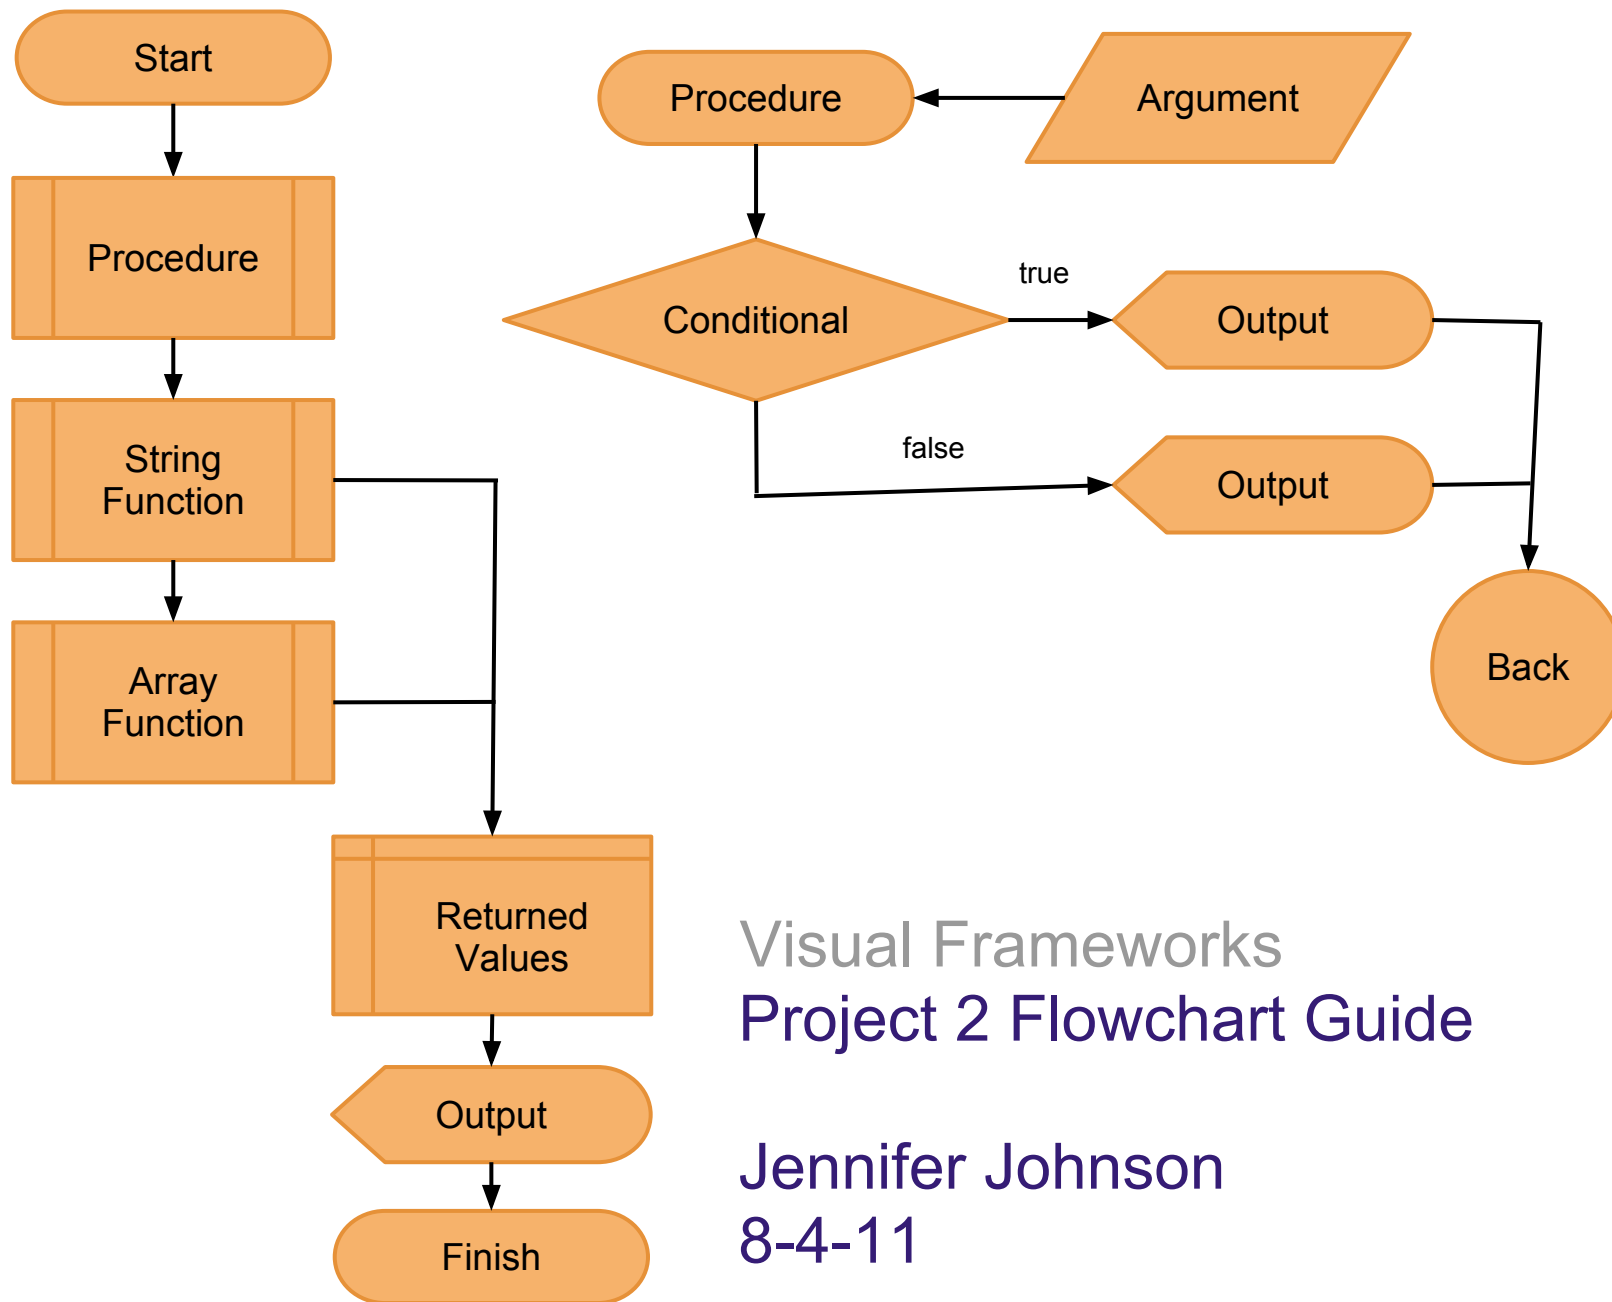 Start
Procedure
String
Function
Array
Function
Returned
Values
Output
Finish
Procedure
Argument
Conditional
true
Output
false
Output
Back
Visual Frameworks
Project 2 Flowchart Guide
Jennifer Johnson
8-4-11